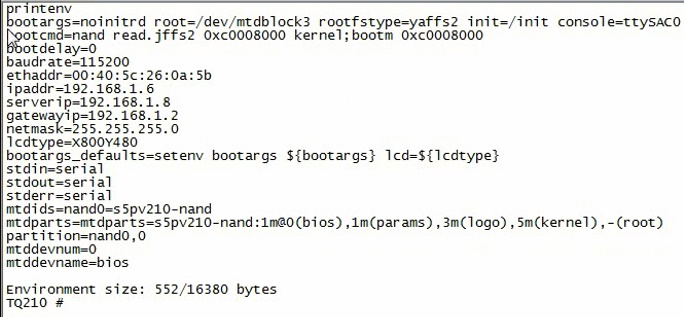 printenv
bootargs=noinitrd root=/dev/mtdblock3 rootfstype=yaffs2 init=/init console=ttySAC0
bootcmd=nand read.jffs2 0xc0008000 kernel;bootm 0xc0008000
bootdelay=0
baudrate=115200
ethaddr=00:40:5c:26:0a:5b
ipaddr=192.168.1.6
serverip=192.168.1.8
gatewayip=192.168.1.2
netmask=255.255.255.0
lcdtype=X800Y480
bootargs_defaults=setenv bootargs ${bootargs} lcd=${lcdtype}
stdin=serial
stdout=serial
stderr=serial
mtdids=nand0=s5pv210-nand
mtdparts=mtdparts=s5pv210-nand:1m@0(bios),1m(params),3m(logo),5m(kernel),-(root)
partition=nand0,0
mtddevnum=0
mtddevname=bios
Environment size: 552/16380 bytes
TQ210 #